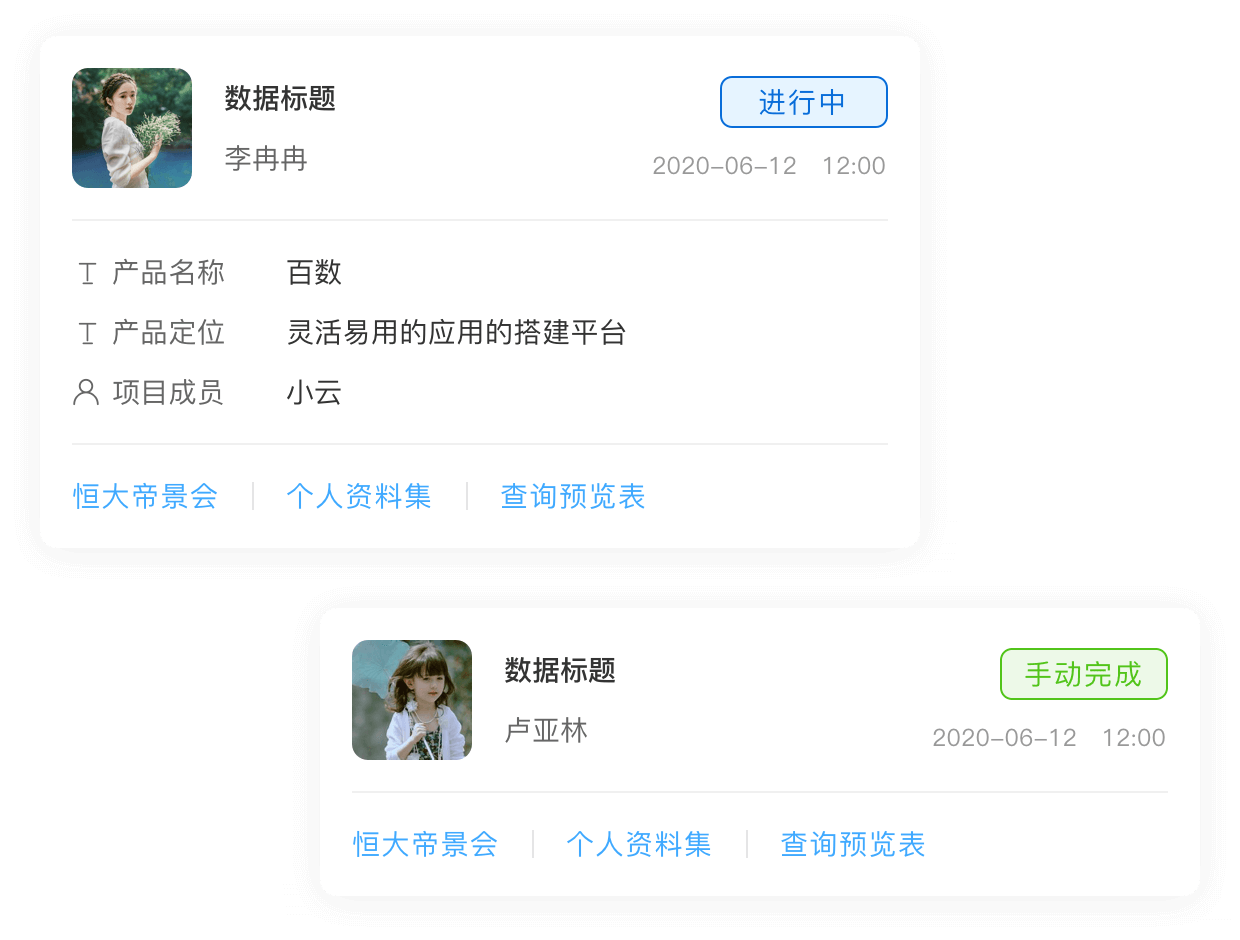 数据标题
进行中
李冉冉
2020-06-12 12:00
产品名称 百数
产品定位 灵活易用的应用的搭建平台
项目成员 小云
恒大帝景会 个人资料集 查询预览表
数据标题
手动完成
卢亚林
2020-06-12 12:00
恒大帝景会 个人资料集 查询预览表